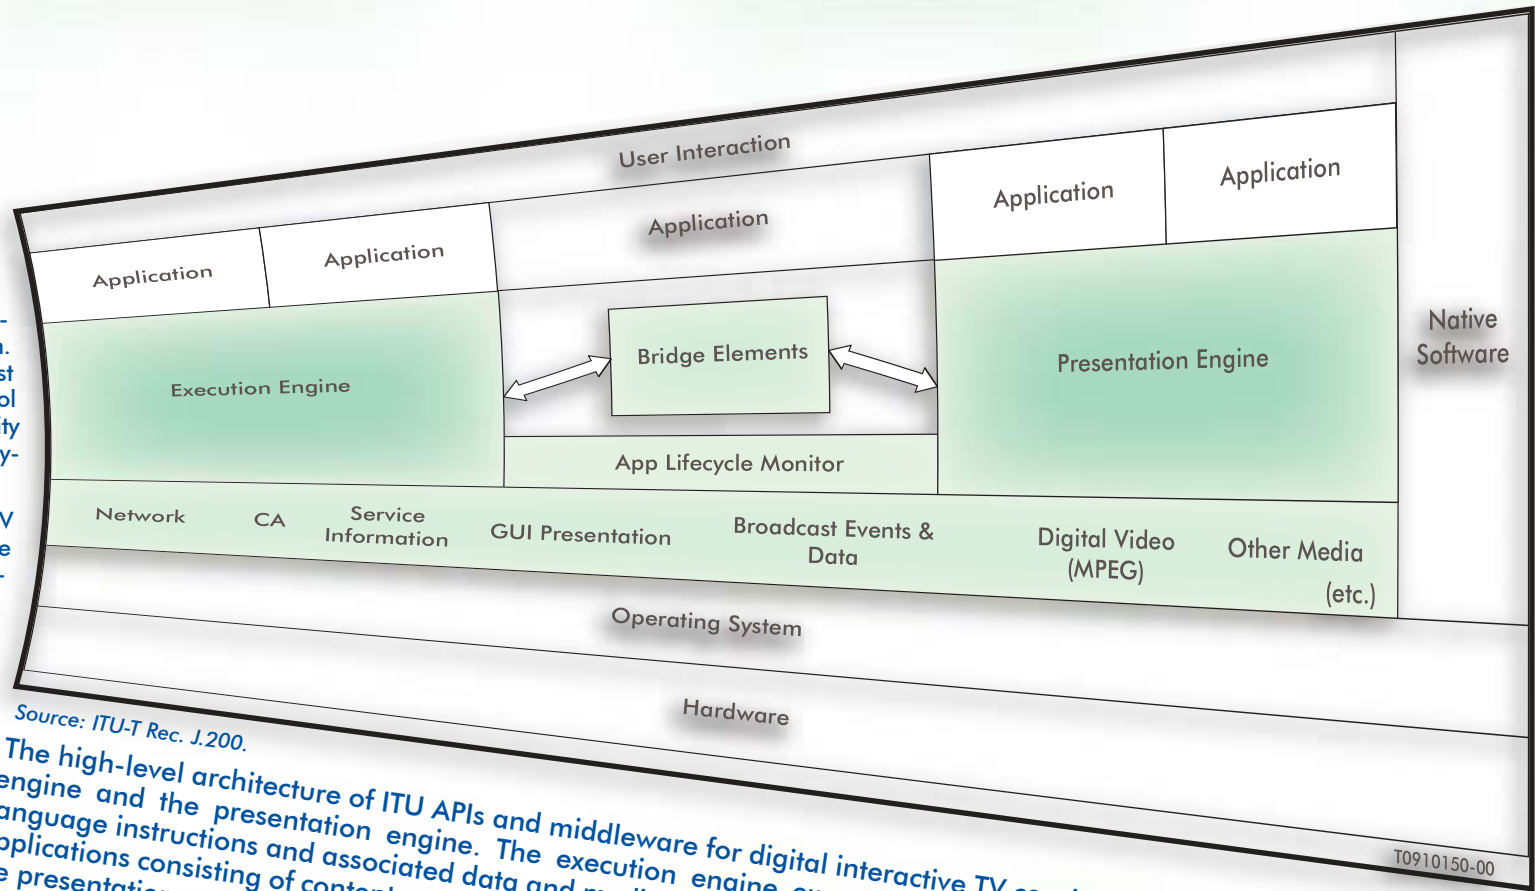 User Interaction
Application
Application
Application
Application
Application
Native
Software
Execution Engine
Bridge Elements
Presentation Engine
App Lifecycle Monitor
Network
CA
Service
Information
GUI Presentation
Broadcast Events &
Data
Digital Video
(MPEG)
Other Media
(etc.)
Operating System
Hardware
T0910150-00
Source: ITU-T Rec. J.200.
The high-level architecture of ITU APIs and middleware for digital interactive TV
engine and the presentation engine. The execution engine
language instructions and associated data and
applications consisting of
presentation